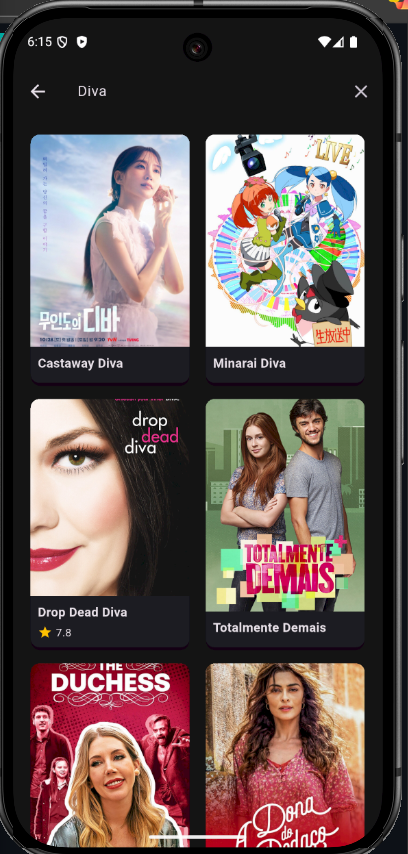 6:15
Diva
LIVE
무인도의 디바
生放送中
Castaway Diva
Minarai Diva
drop
dead
diva
TOTALMENTE
DEMAIS
Drop Dead Diva
7.8
Totalmente Demais
THE
DUCHESS
A Dona
do
Pedaço